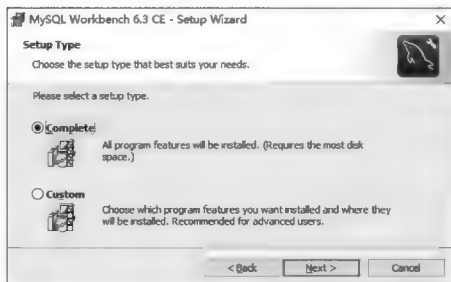 MySQL Workbench 6.3 CE - Setup Wizard
Setup Type
Choose the setup type that best suits your needs.
Please select a setup type.
Complete
All program features will be installed. (Requires the most disk
space.)
Custom
Choose which program features you want installed and where they
will be installed. Recommended for advanced users.
< Back Next > Cancel